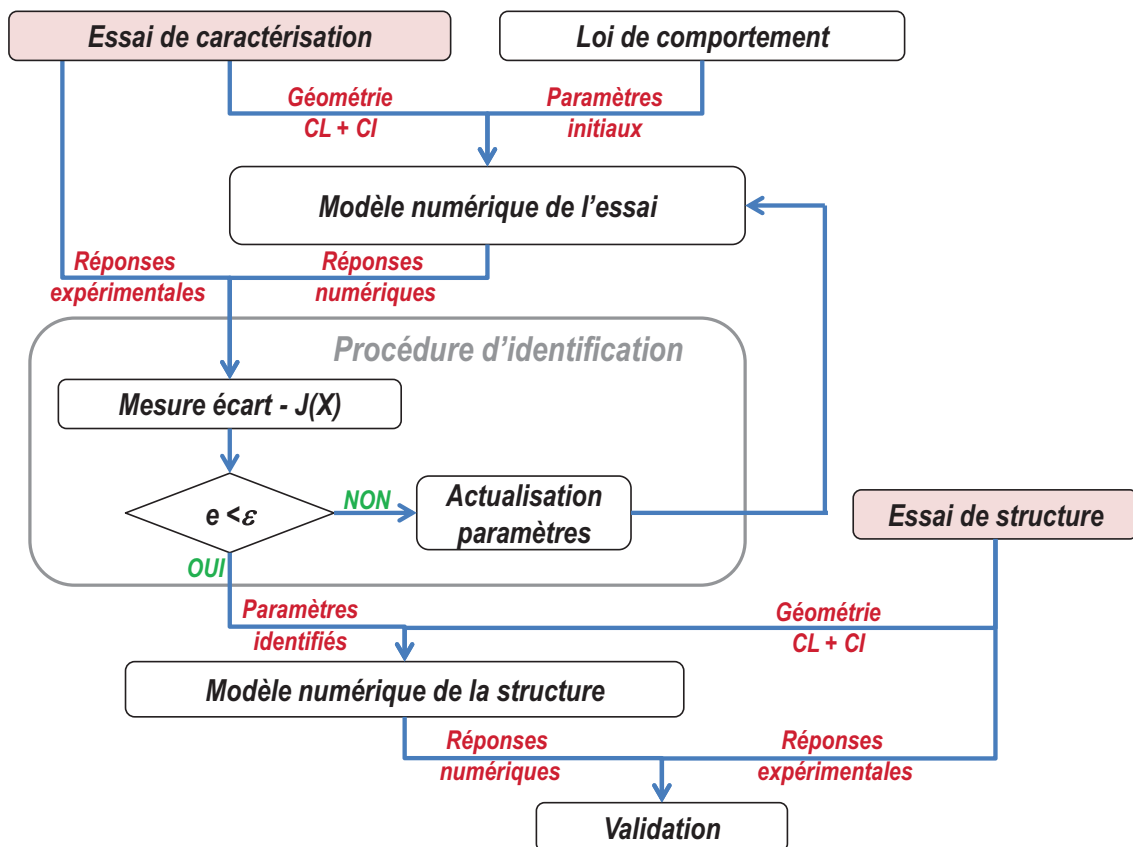 Essai de caractérisation
Loi de comportement
Géométrie
CL + CI
Paramètres
initiaux
Modèle numérique de l'essai
Réponses
expérimentales
Réponses
numériques
Procédure d'identification
Mesure écart - J(X)
e <ε
NON
Actualisation
paramètres
OUI
Essai de structure
Paramètres
identifiés
Géométrie
CL + CI
Modèle numérique de la structure
Réponses
numériques
Réponses
expérimentales
Validation